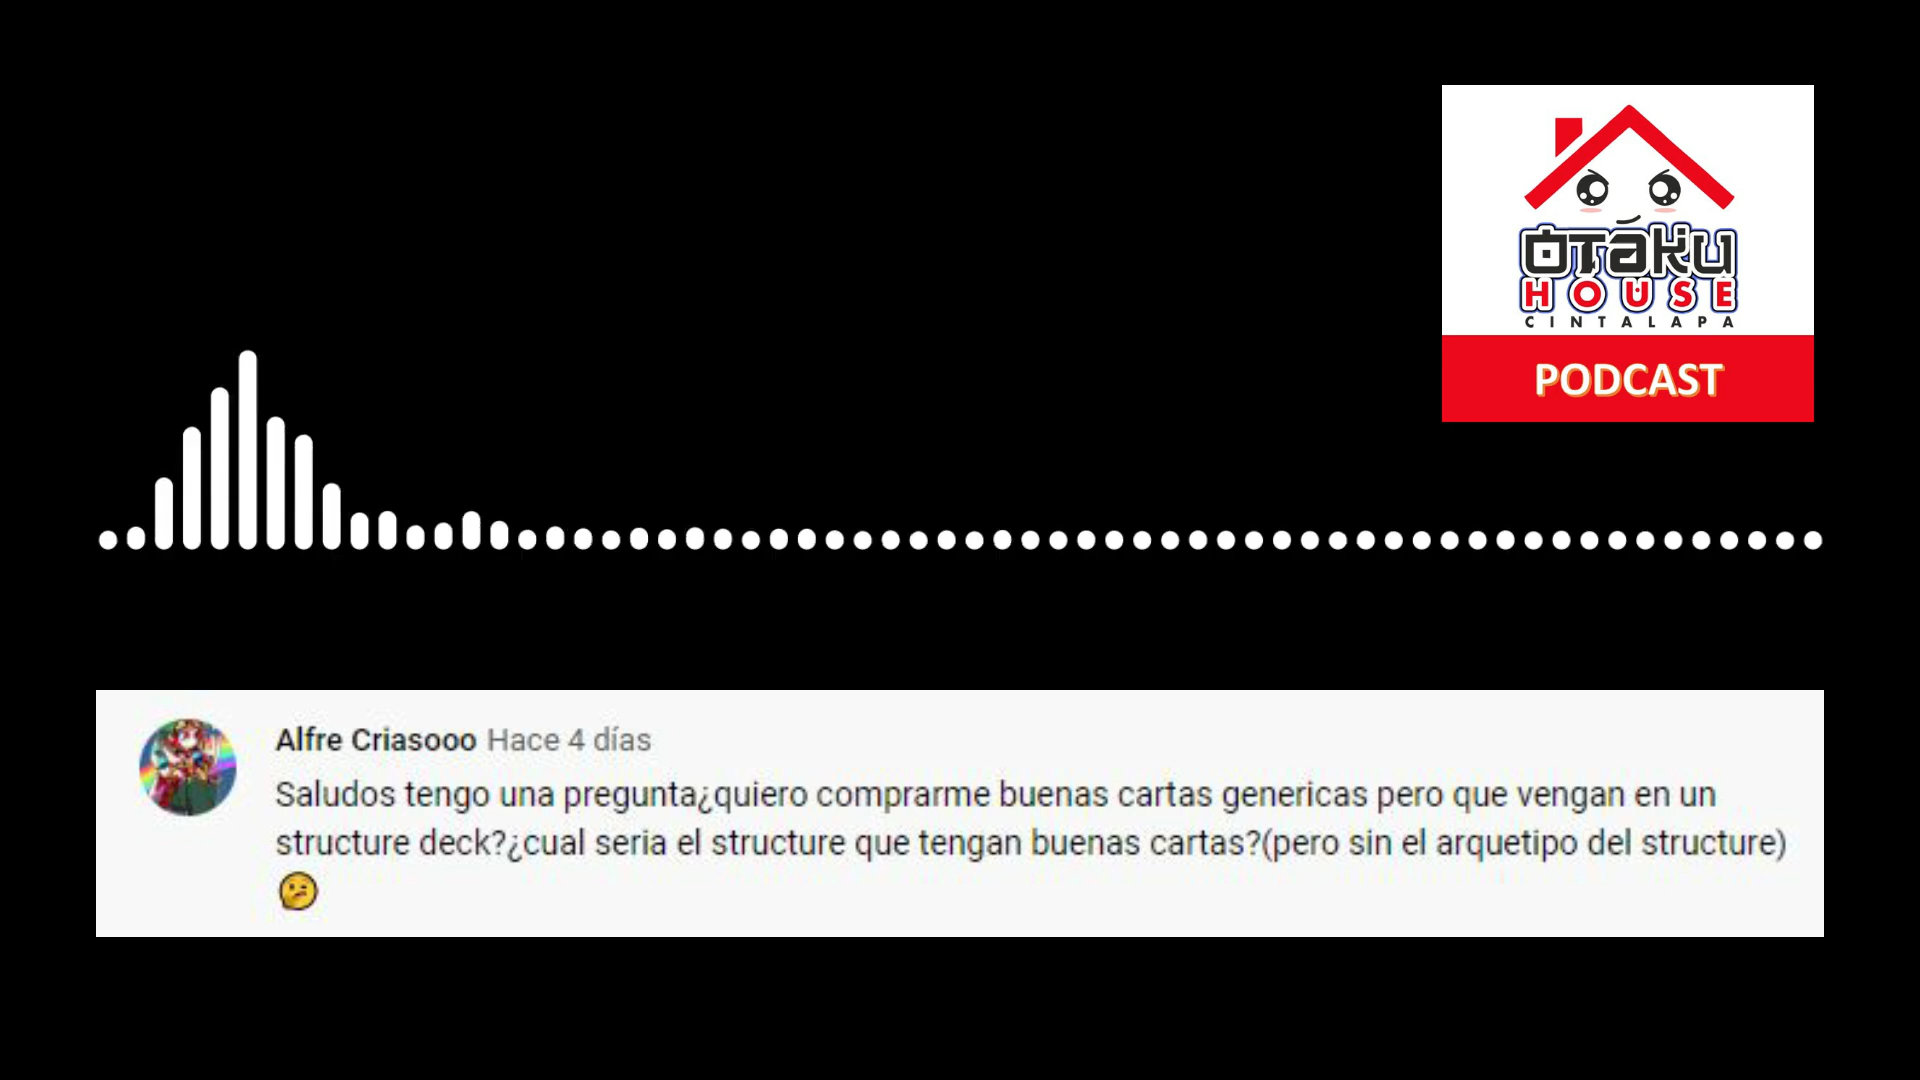 OTAKU
HOUSE
CINTALAPA
PODCAST
Alfre Criasooo Hace 4 días
Saludos tengo una pregunta¿quiero comprarme buenas cartas genericas pero que vengan en un
structure deck?¿cual seria el structure que tengan buenas cartas?(pero sin el arquetipo del structure)
🤔